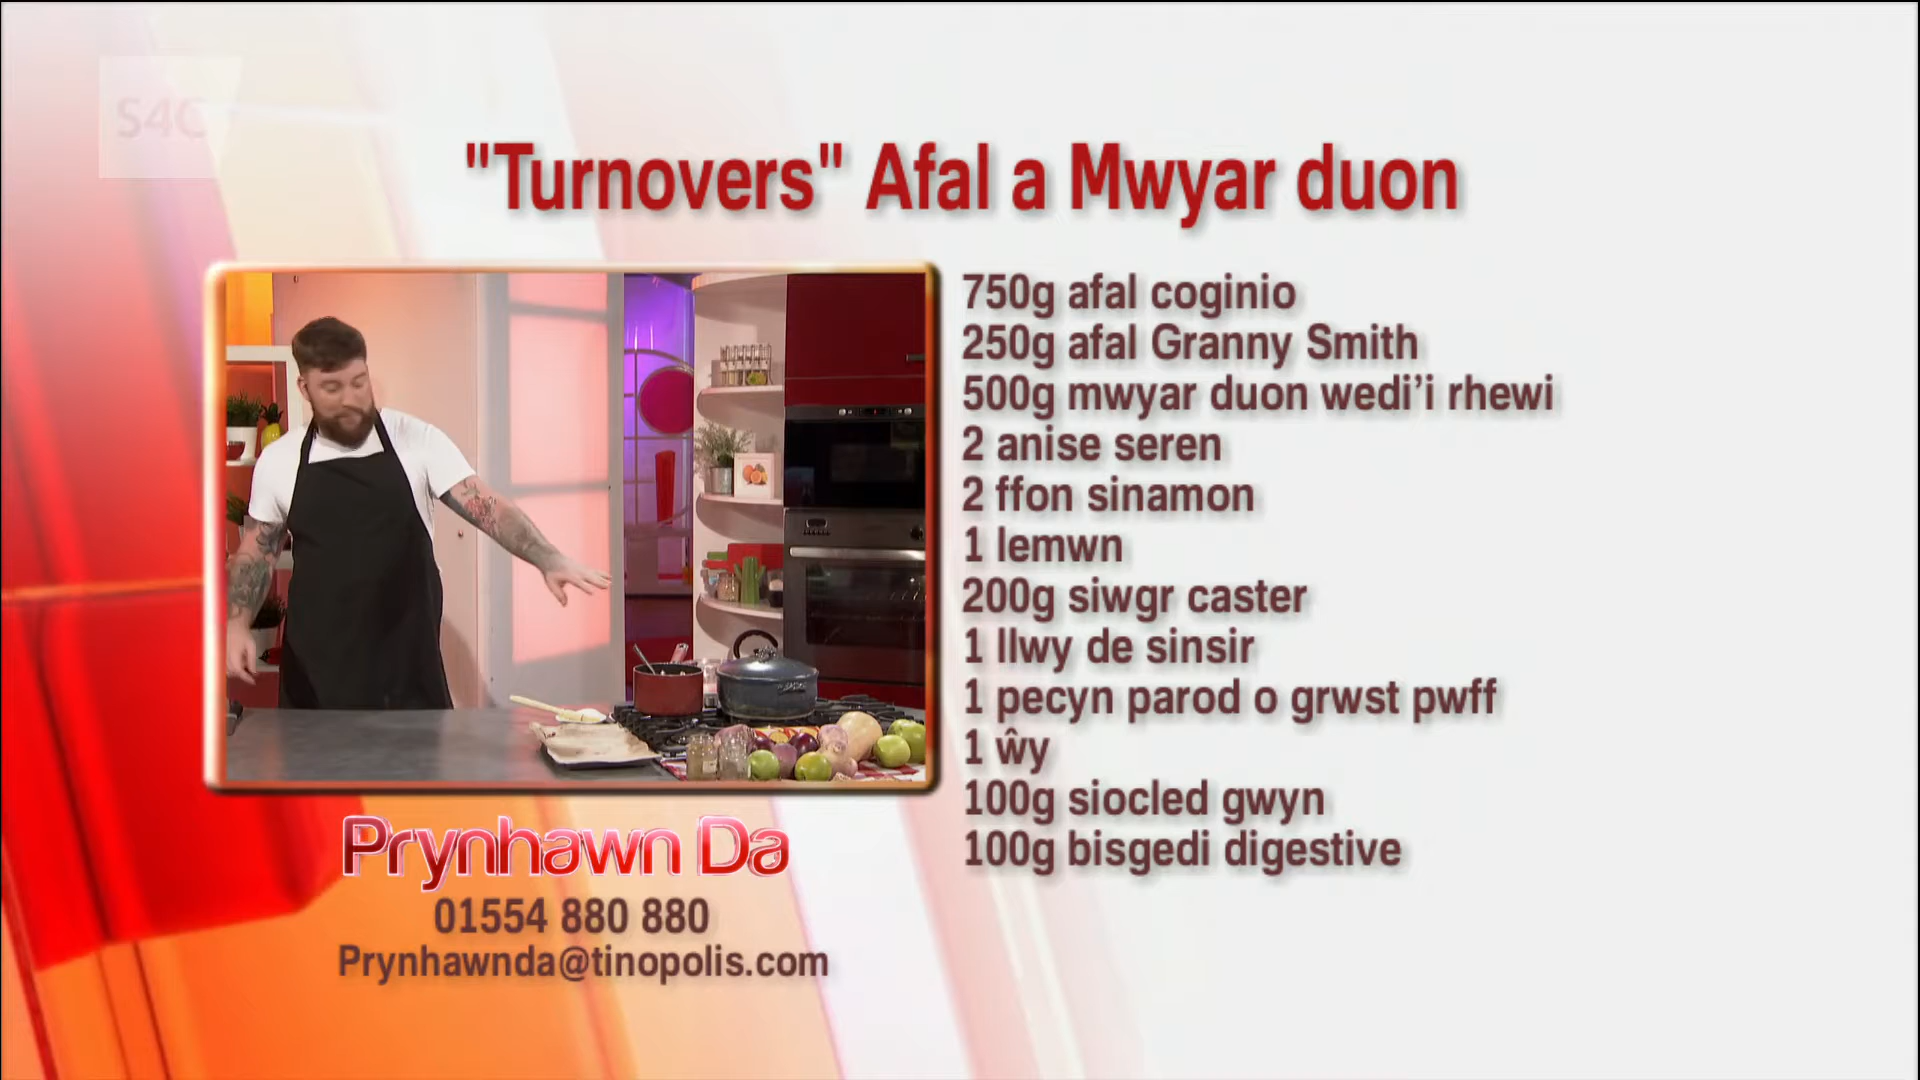 S4C
"Turnovers" Afal a Mwyar duon
750g afal coginio
250g afal Granny Smith
500g mwyar duon wedi’i rhewi
2 anise seren
2 ffon sinamon
1 lemwn
200g siwgr caster
1 llwy de sinsir
1 pecyn parod o grwst pwff
1 ŵy
100g siocled gwyn
100g bisgedi digestive
Prynhawn Da
01554 880 880
Prynhawnda@tinopolis.com